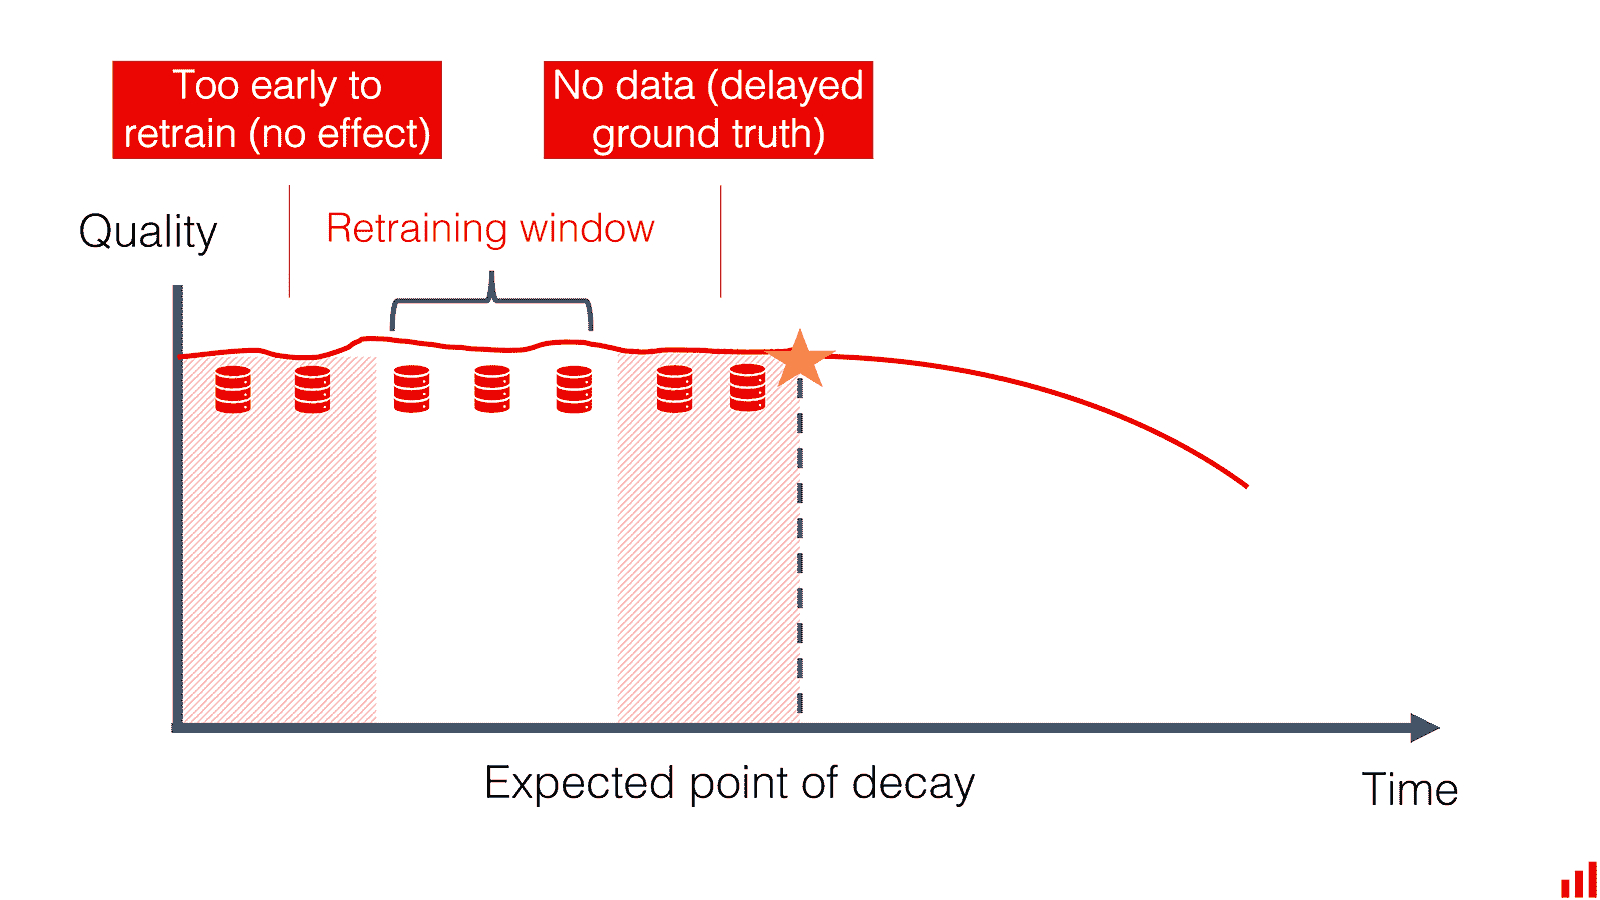 Too early to
retrain (no effect)
No data (delayed
ground truth)
Quality
Retraining window
Expected point of decay
Time